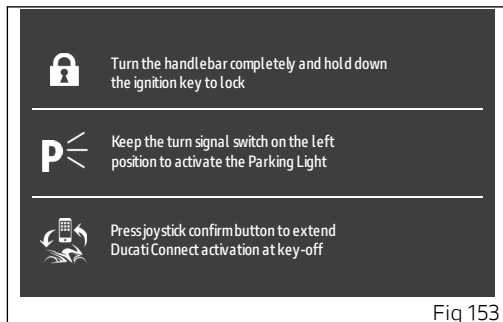 Turn the handlebar completely and hold down
the ignition key to lock
P
Keep the turn signal switch on the left
position to activate the Parking Light
Press joystick confirm button to extend
Ducati Connect activation at key-off
Fig 153